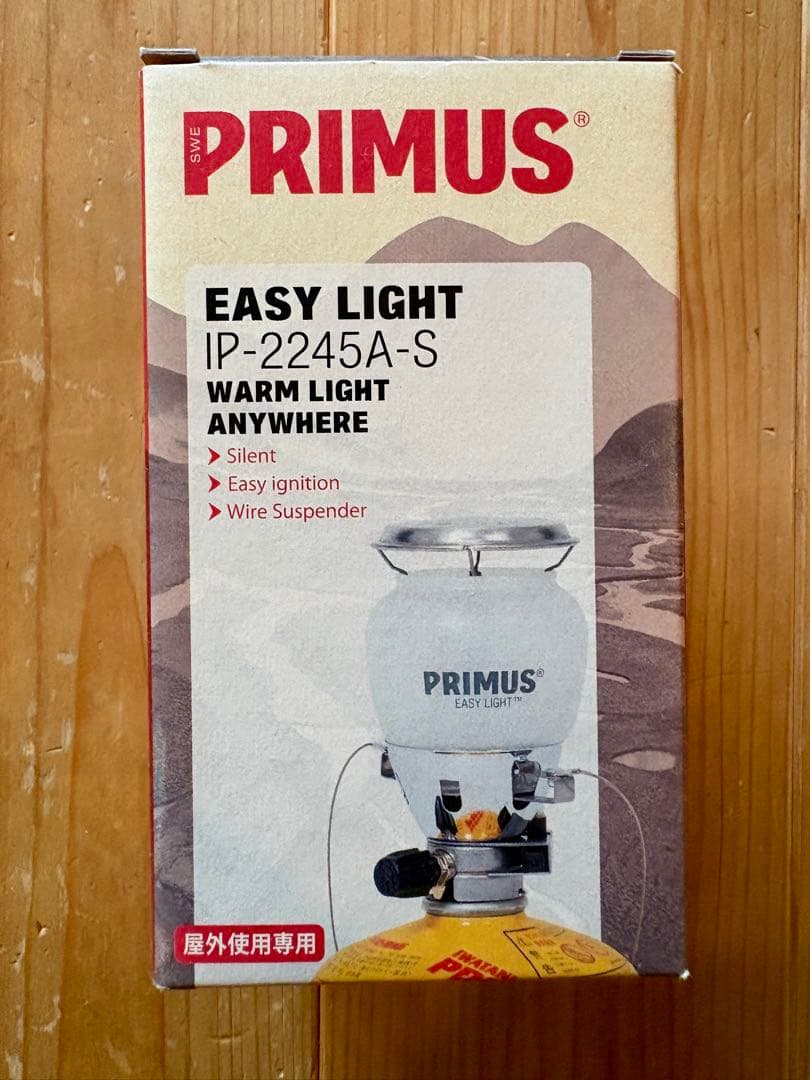 SWE
PRIMUS®
EASY LIGHT
IP-2245A-S
WARM LIGHT
ANYWHERE
Silent
Easy ignition
Wire Suspender
PRIMUS®
EASY LIGHT™
屋外使用専用
IWATANI